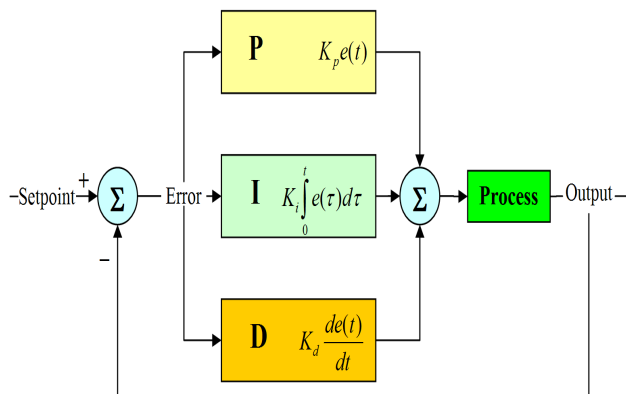 P K_p e(t)
+
Setpoint
Σ
Error
I K_i ∫_0^t e(τ)dτ
Σ
Process
Output
−
D K_d de(t)/dt